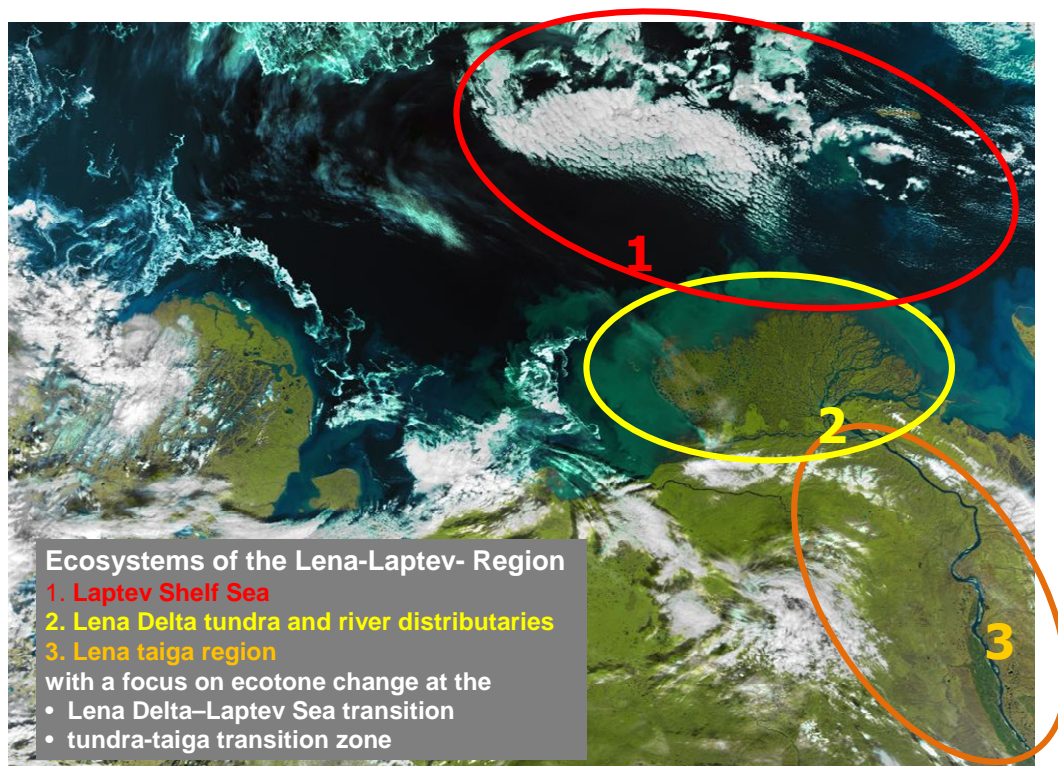 1
2
3
Ecosystems of the Lena-Laptev- Region
1. Laptev Shelf Sea
2. Lena Delta tundra and river distributaries
3. Lena taiga region
with a focus on ecotone change at the
• Lena Delta–Laptev Sea transition
• tundra-taiga transition zone